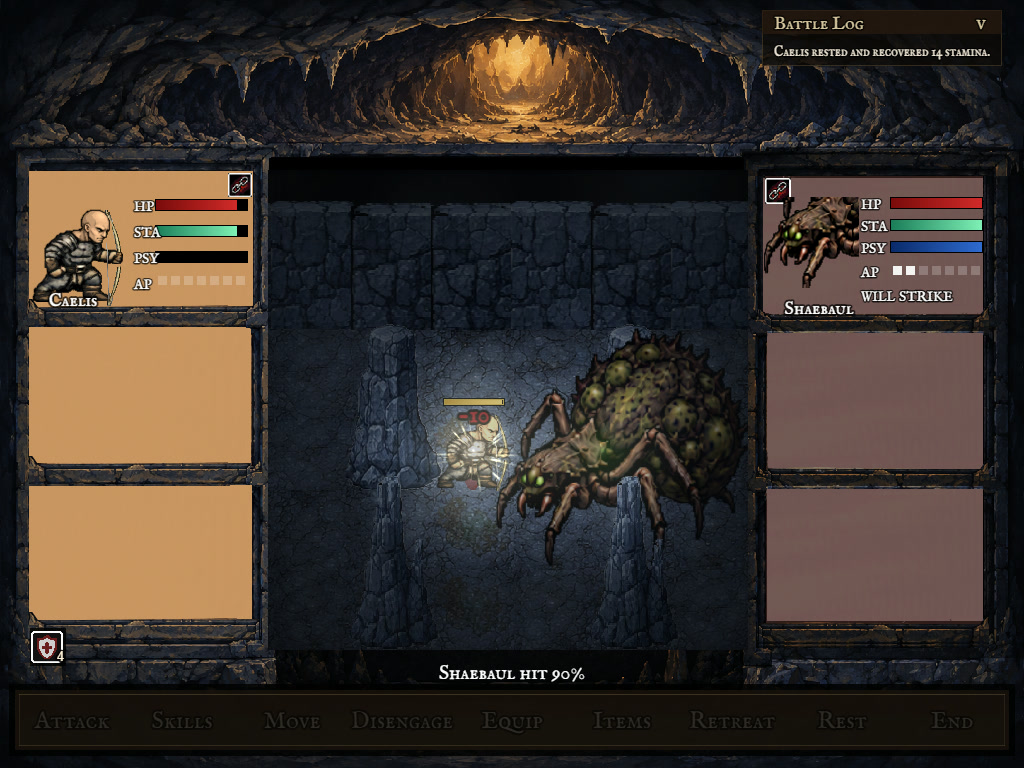 Battle Log V
Caelis rested and recovered 14 stamina.
HP
STA
PSY
AP
Caelis
HP
STA
PSY
AP
WILL STRIKE
Shaebaul
-10
4
Shaebaul hit 90%
Attack Skills Move Disengage Equip Items Retreat Rest End